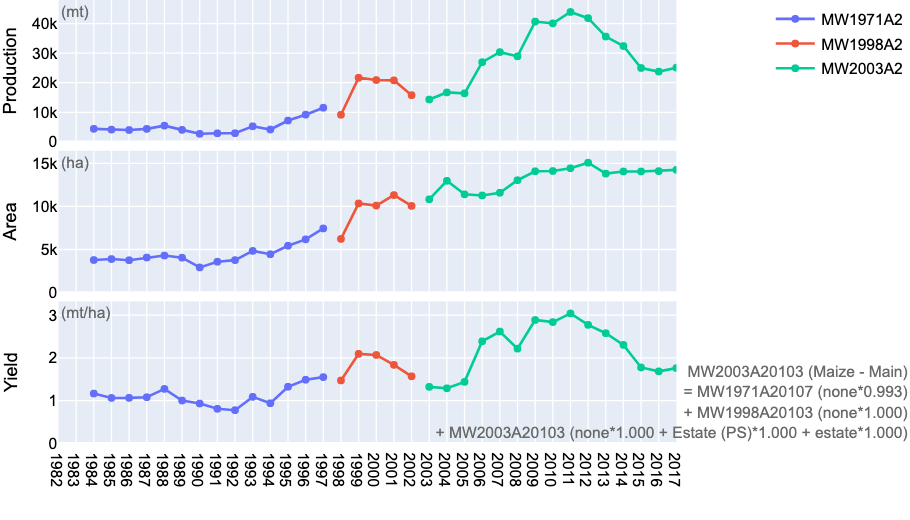 (mt)
Production
40k
30k
20k
10k
0
MW1971A2
MW1998A2
MW2003A2
(ha)
Area
15k
10k
5k
0
(mt/ha)
Yield
3
2
1
0
MW2003A20103 (Maize - Main)
= MW1971A20107 (none*0.993)
+ MW1998A20103 (none*1.000)
+ MW2003A20103 (none*1.000 + Estate (PS)*1.000 + estate*1.000)
1982
1983
1984
1985
1986
1987
1988
1989
1990
1991
1992
1993
1994
1995
1996
1997
1998
1999
2000
2001
2002
2003
2004
2005
2006
2007
2008
2009
2010
2011
2012
2013
2014
2015
2016
2017